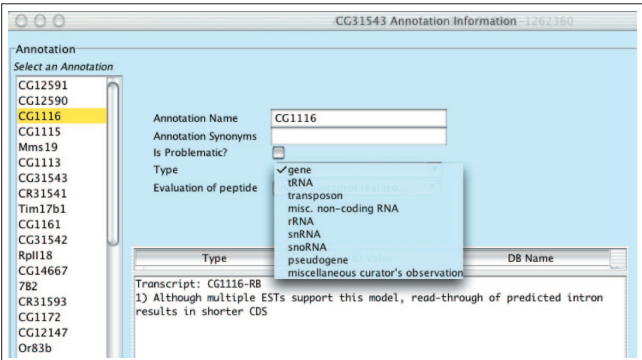 CG31543 Annotation Information
Annotation
Select an Annotation
CG12591
CG12590
CG1116
CG1115
Mms19
CG1113
CG31543
CR31541
Tim17b1
CG1161
CG31542
RpII18
CG14667
7B2
CR31593
CG1172
CG12147
Or83b
Annotation Name CG1116
Annotation Synonyms
Is Problematic?
Type
Evaluation of peptide
✓gene
tRNA
transposon
misc. non-coding RNA
rRNA
snRNA
snoRNA
pseudogene
miscellaneous curator's observation
Type DB Name
Transcript: CG1116-RB
1) Although multiple ESTs support this model, read-through of predicted intron
results in shorter CDS